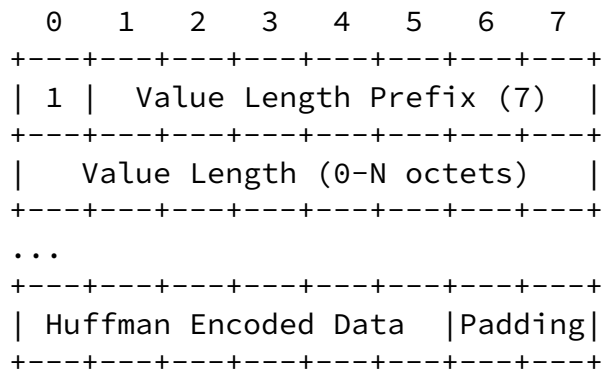 0   1   2   3   4   5   6   7
+---+---+---+---+---+---+---+---+
| 1 |  Value Length Prefix (7)  |
+---+---+---+---+---+---+---+---+
|   Value Length (0-N octets)   |
+---+---+---+---+---+---+---+---+
...
+---+---+---+---+---+---+---+---+
| Huffman Encoded Data  |Padding|
+---+---+---+---+---+---+---+---+